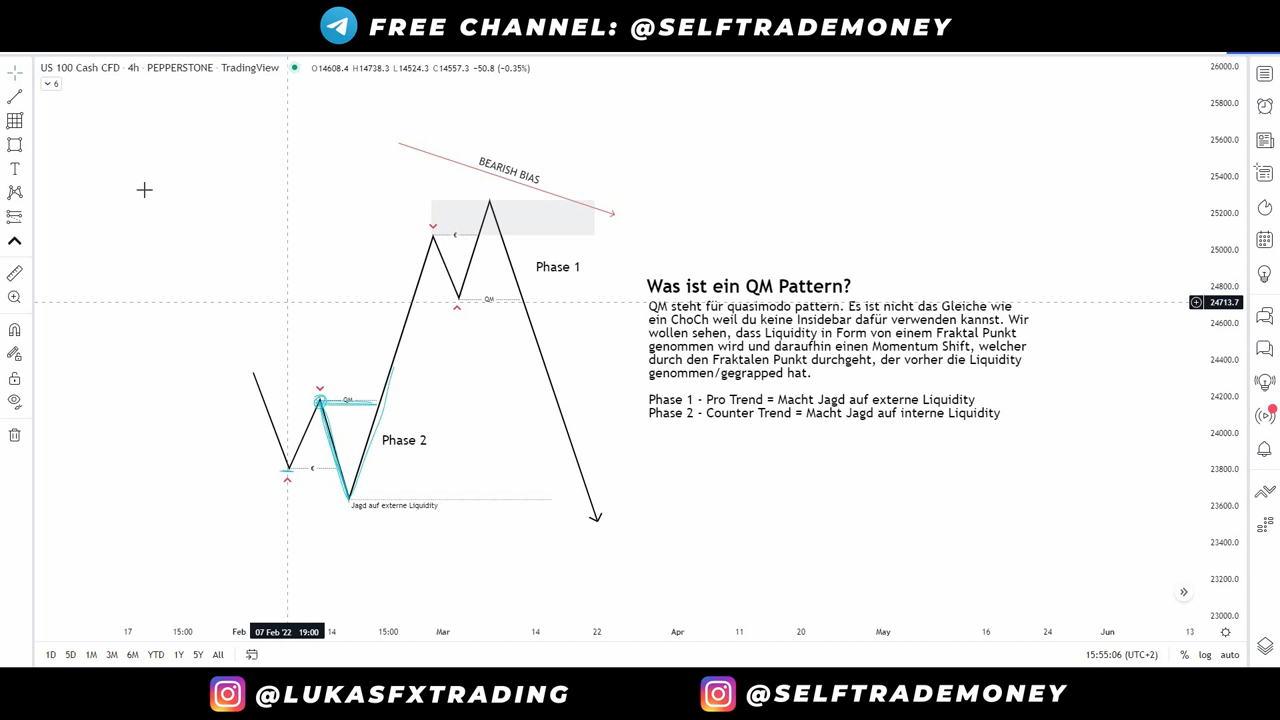 FREE CHANNEL: @SELFTRADEMONEY
US 100 Cash CFD · 4h · PEPPERSTONE · TradingView
O14608.4 H14738.3 L14524.3 C14557.3 −50.8 (−0.35%)
6
26000.0
25800.0
25600.0
25400.0
25200.0
25000.0
24800.0
24713.7
24600.0
24400.0
24200.0
24000.0
23800.0
23600.0
23400.0
23200.0
23000.0
BEARISH BIAS
€
Phase 1
QM
Was ist ein QM Pattern?
QM steht für quasimodo pattern. Es ist nicht das Gleiche wie
ein ChoCh weil du keine Insidebar dafür verwenden kannst. Wir
wollen sehen, dass Liquidity in Form von einem Fraktal Punkt
genommen wird und daraufhin einen Momentum Shift, welcher
durch den Fraktalen Punkt durchgeht, der vorher die Liquidity
genommen/gegrapped hat.
Phase 1 - Pro Trend = Macht Jagd auf externe Liquidity
Phase 2 - Counter Trend = Macht Jagd auf interne Liquidity
QM
Phase 2
€
Jagd auf externe Liquidity
17 15:00 Feb 07 Feb '22 19:00 14 15:00 Mar 14 22 Apr 11 20 May 16 24 Jun 13
1D 5D 1M 3M 6M YTD 1Y 5Y All
15:55:06 (UTC+2) % log auto
@LUKASFXTRADING
@SELFTRADEMONEY